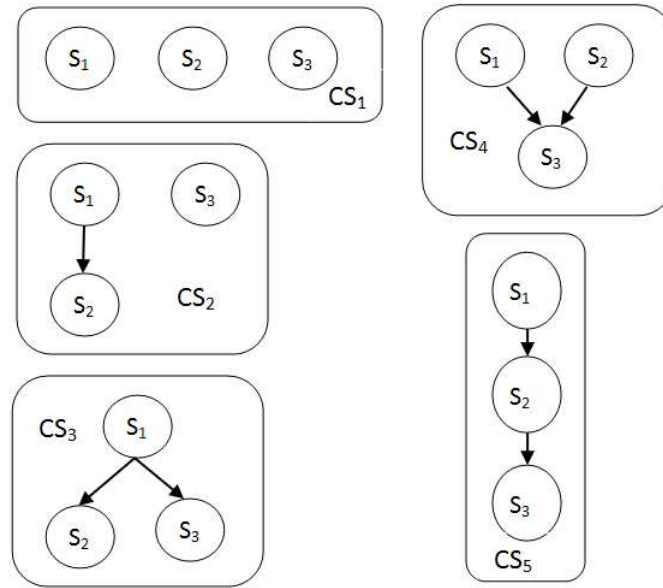 S₁ S₂ S₃
CS₁
S₁ S₃
S₂ CS₂
CS₃ S₁
S₂ S₃
S₁ S₂
CS₄ S₃
S₁
S₂
S₃
CS₅